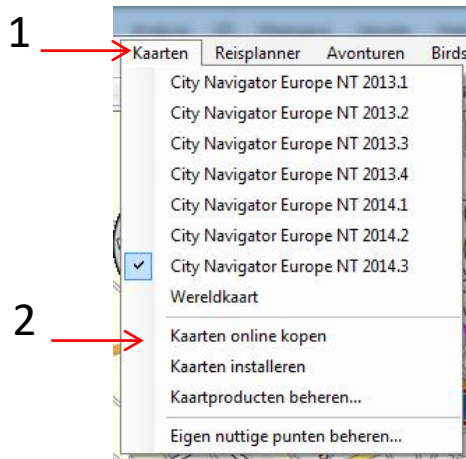 1
Kaarten Reisplanner Avonturen Birds
City Navigator Europe NT 2013.1
City Navigator Europe NT 2013.2
City Navigator Europe NT 2013.3
City Navigator Europe NT 2013.4
City Navigator Europe NT 2014.1
City Navigator Europe NT 2014.2
City Navigator Europe NT 2014.3
Wereldkaart
2
Kaarten online kopen
Kaarten installeren
Kaartproducten beheren...
Eigen nuttige punten beheren...